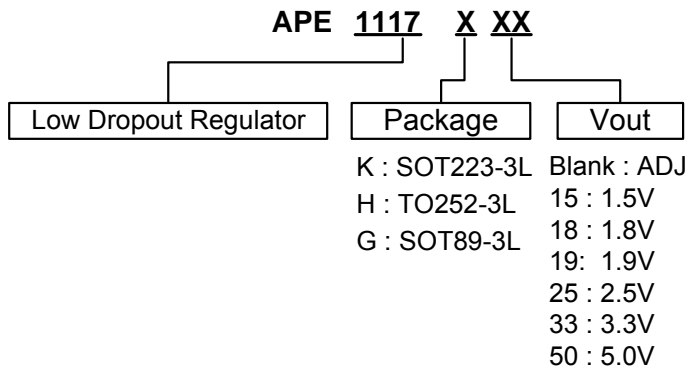 APE 1117 X XX
Low Dropout Regulator
Package
Vout
K : SOT223-3L
H : TO252-3L
G : SOT89-3L
Blank : ADJ
15 : 1.5V
18 : 1.8V
19: 1.9V
25 : 2.5V
33 : 3.3V
50 : 5.0V